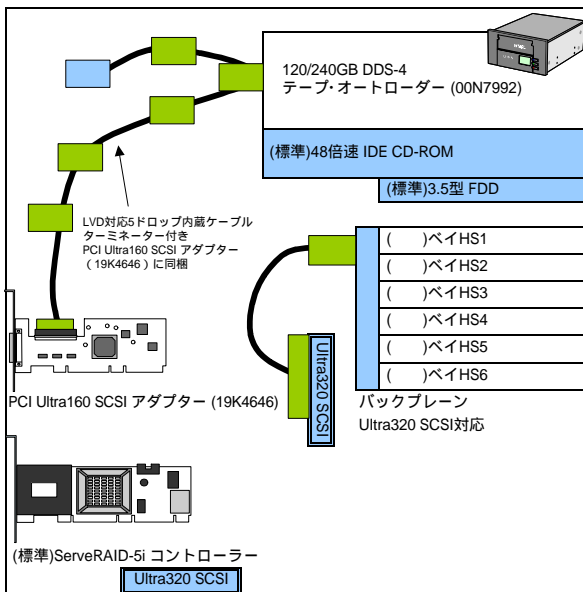 120/240GB DDS-4
テープ・オートローダー (00N7992)
(標準)48倍速 IDE CD-ROM
(標準)3.5型 FDD
LVD対応5ドロップ内蔵ケーブル
ターミネーター付き
PCI Ultra160 SCSI アダプター
(19K4646)に同梱
( )ベイHS1
( )ベイHS2
( )ベイHS3
( )ベイHS4
( )ベイHS5
( )ベイHS6
Ultra320 SCSI
PCI Ultra160 SCSI アダプター (19K4646)
バックプレーン
Ultra320 SCSI対応
(標準)ServeRAID-5i コントローラー
Ultra320 SCSI